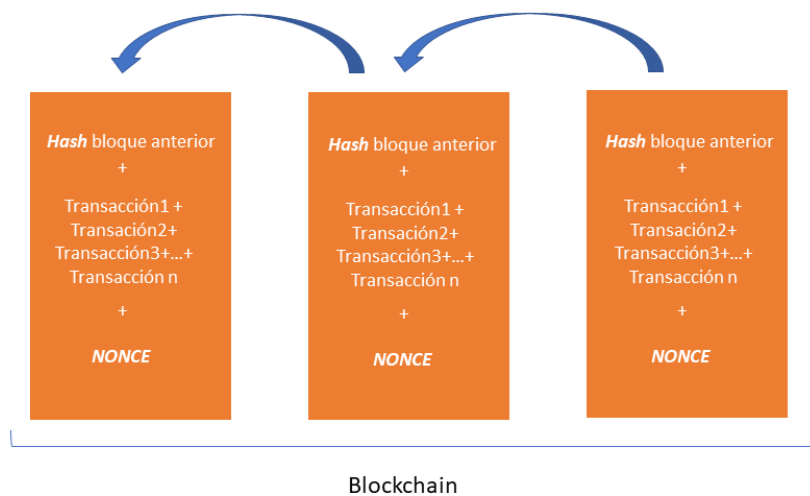 Hash bloque anterior
+
Transacción1 +
Transación2+
Transacción3+...+
Transacción n
+
NONCE
Hash bloque anterior
+
Transacción1 +
Transación2+
Transacción3+...+
Transacción n
+
NONCE
Hash bloque anterior
+
Transacción1 +
Transación2+
Transacción3+...+
Transacción n
+
NONCE
Blockchain